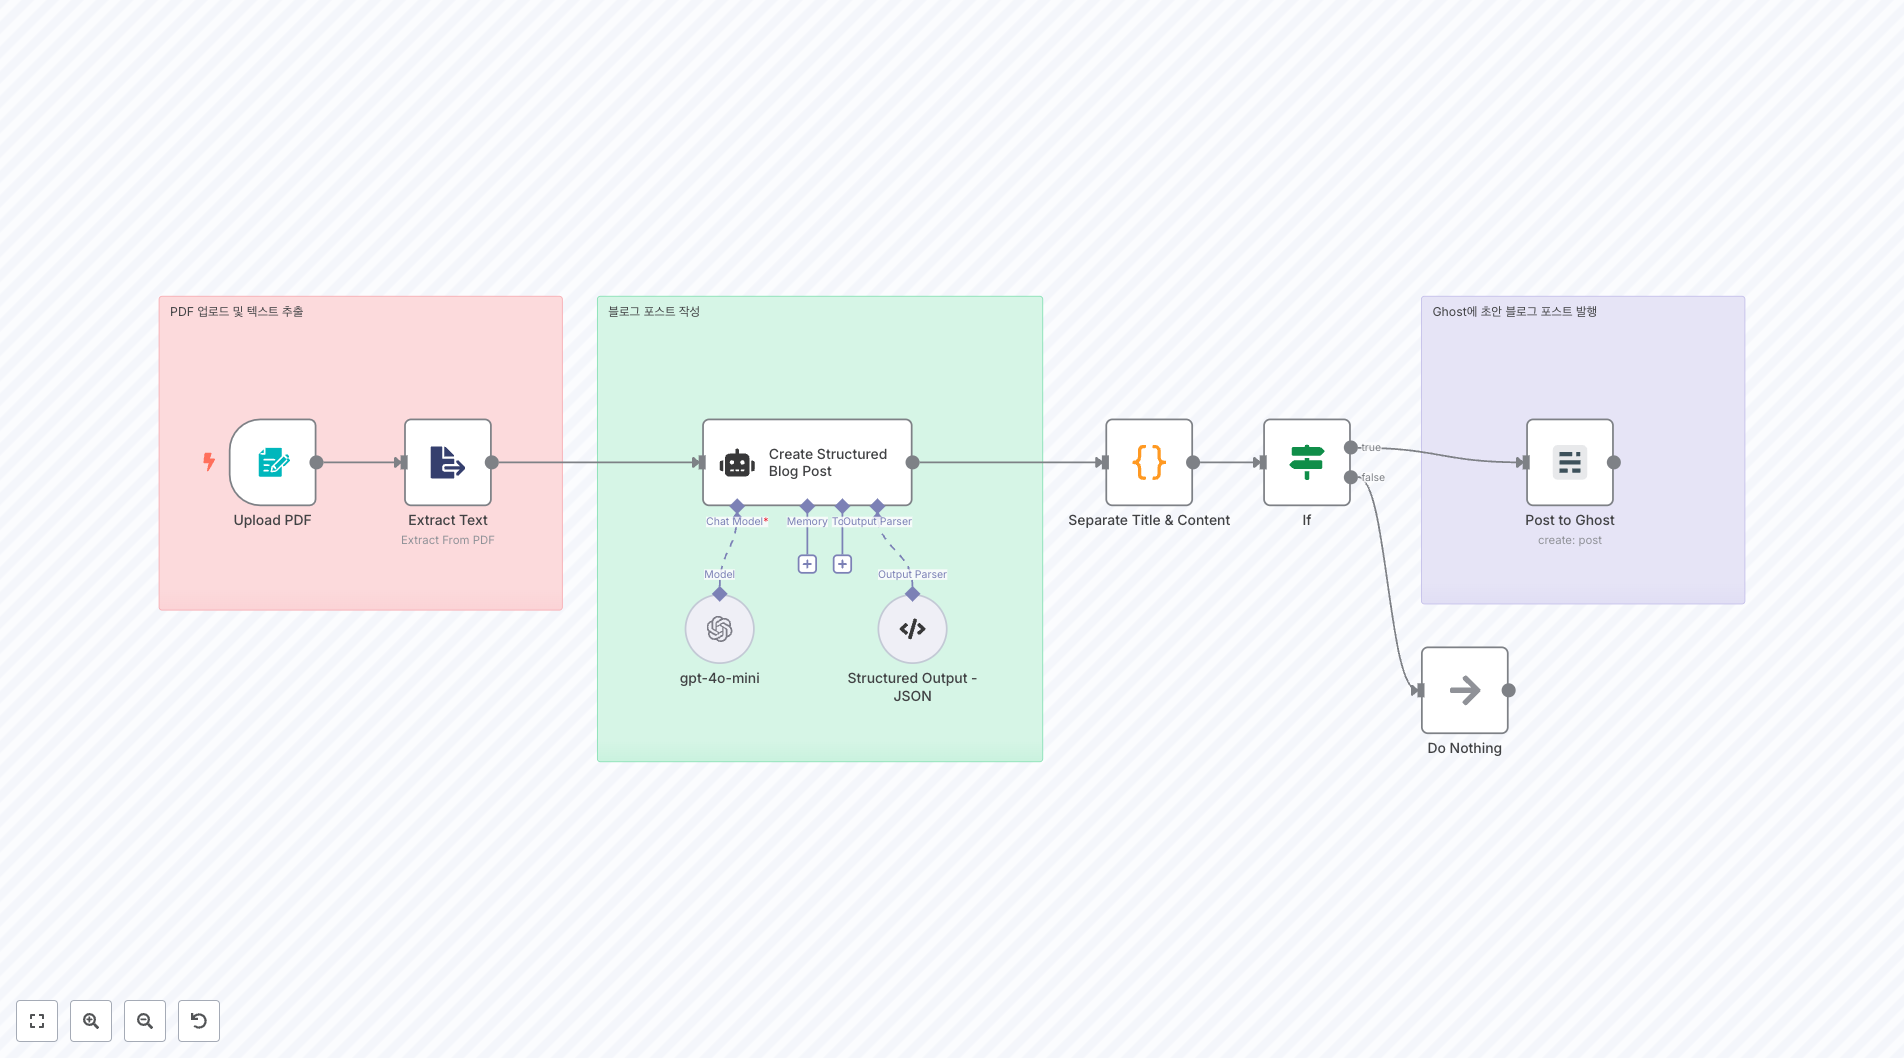 PDF 업로드 및 텍스트 추출
Upload PDF
Extract Text
Extract From PDF
블로그 포스트 작성
Create Structured
Blog Post
Chat Model*
Memory
To
Output Parser
Model
Output Parser
gpt-4o-mini
Structured Output -
JSON
Separate Title & Content
If
true
false
Ghost에 초안 블로그 포스트 발행
Post to Ghost
create: post
Do Nothing